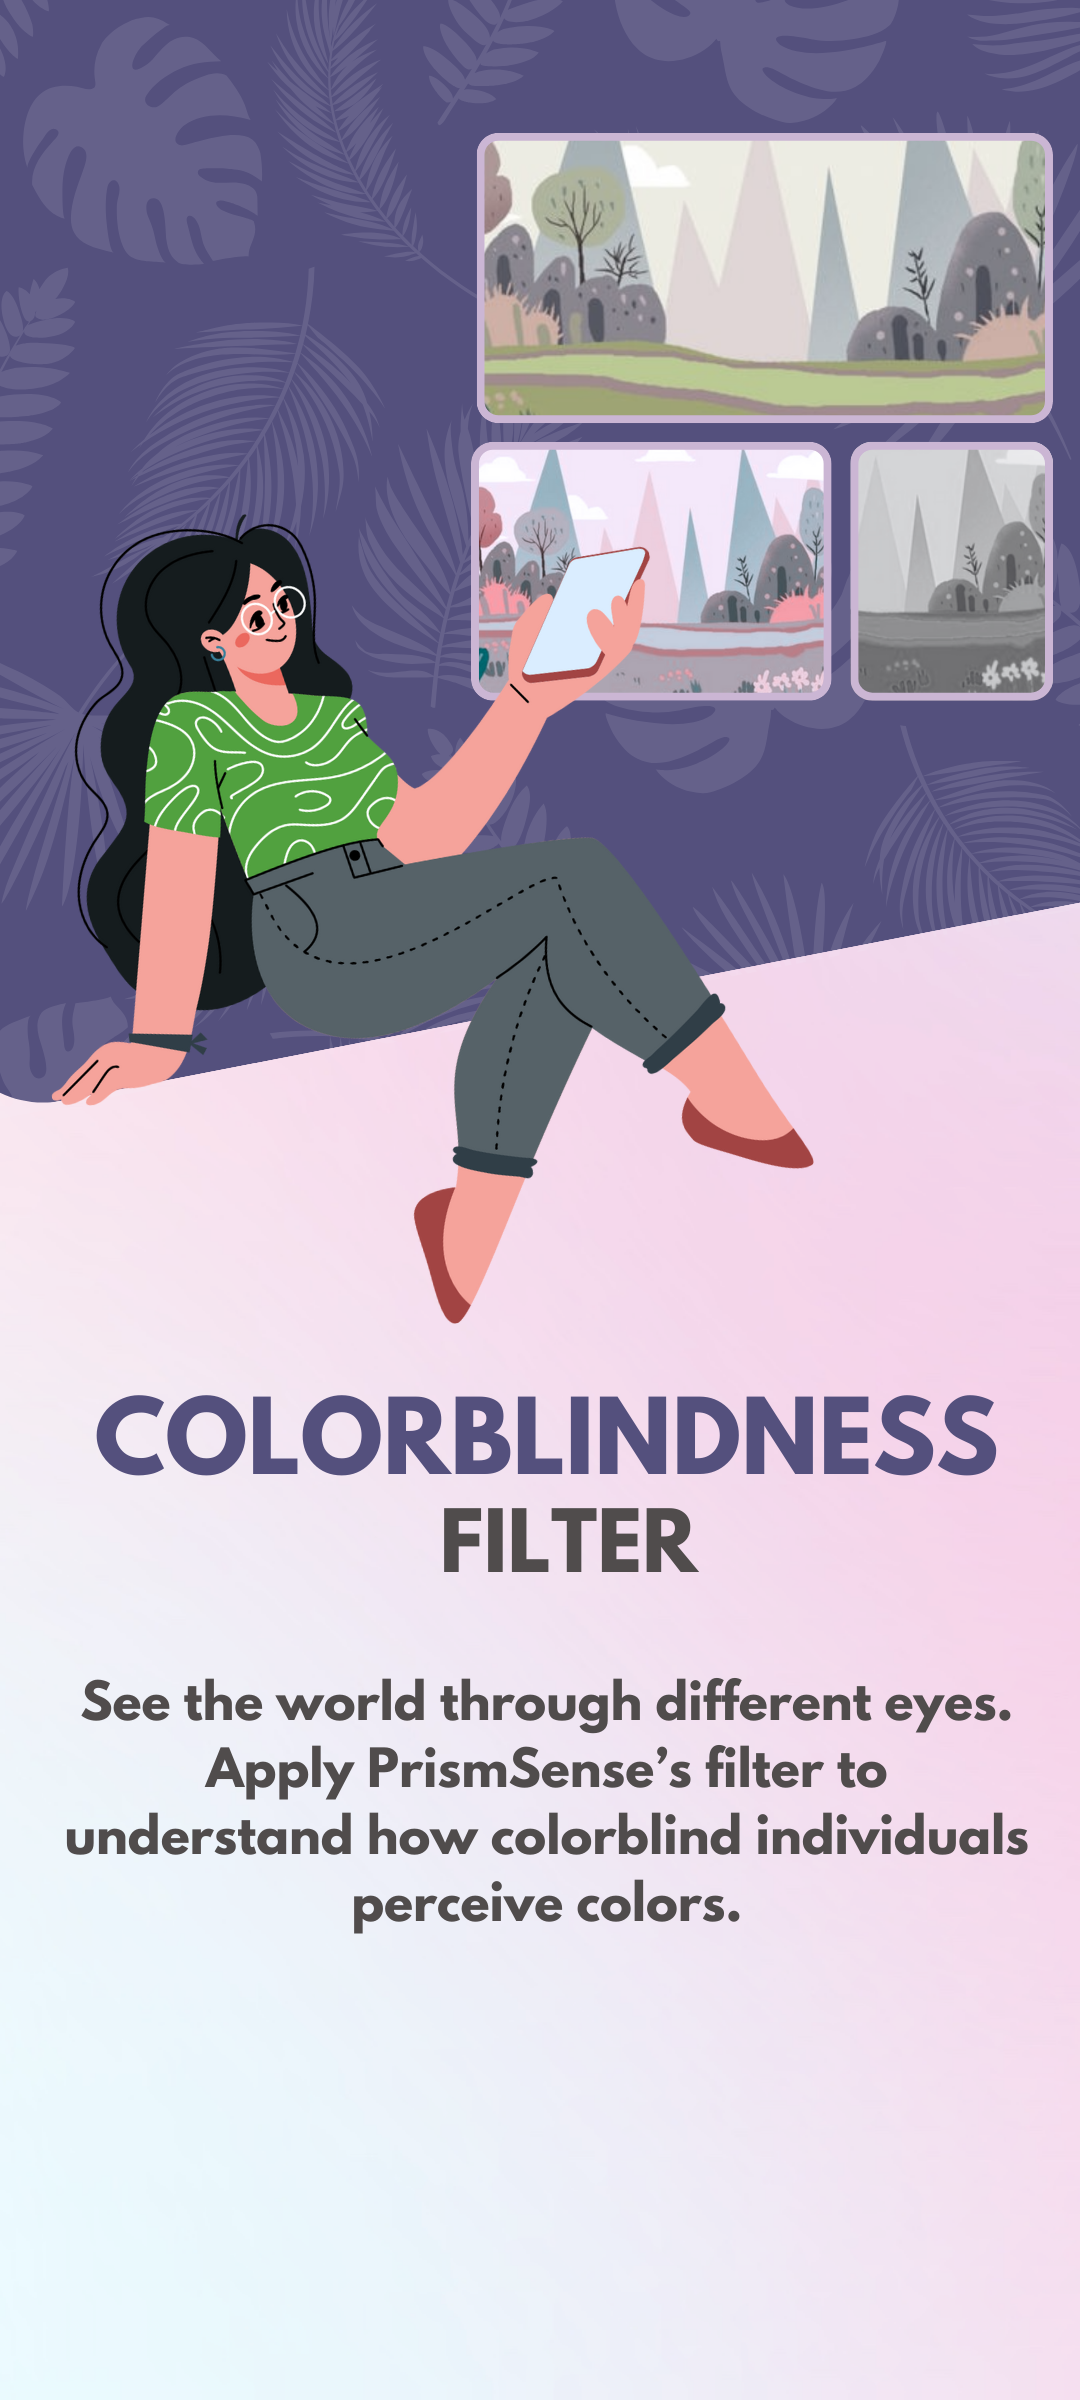 COLORBLINDNESS
FILTER
See the world through different eyes.
Apply PrismSense’s filter to
understand how colorblind individuals
perceive colors.